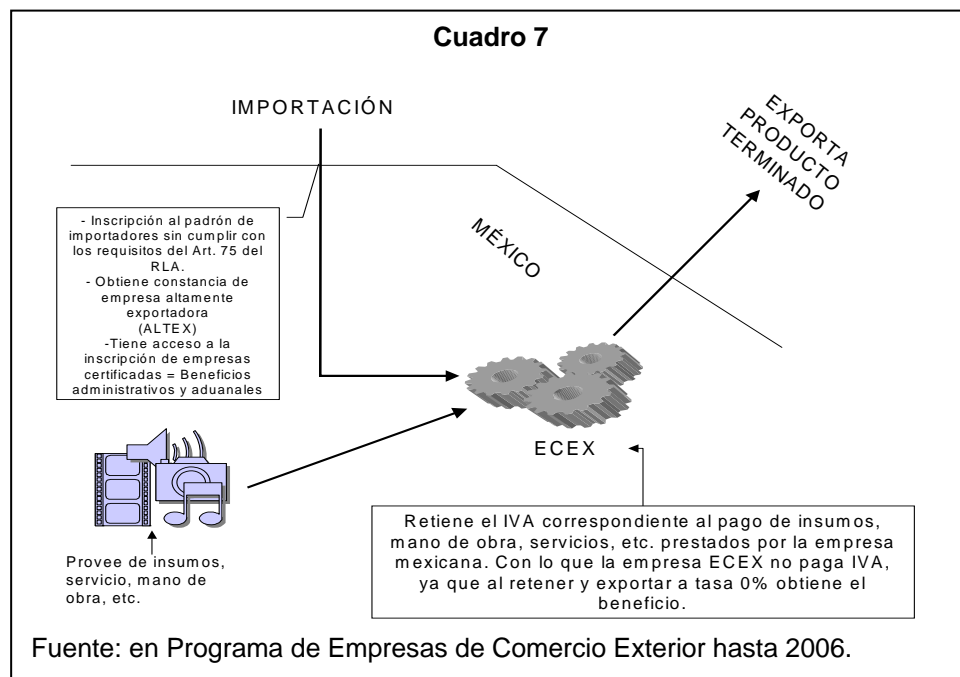 Cuadro 7
IMPORTACIÓN
EXPORTA
PRODUCTO
TERMINADO
- Inscripción al padrón de
importadores sin cumplir con
los requisitos del Art. 75 del
RLA.
- Obtiene constancia de
empresa altamente
exportadora
(ALTEX)
-Tiene acceso a la
inscripción de empresas
certificadas = Beneficios
administrativos y aduanales
MÉXICO
ECEX
Provee de insumos,
servicio, mano de
obra, etc.
Retiene el IVA correspondiente al pago de insumos,
mano de obra, servicios, etc. prestados por la empresa
mexicana. Con lo que la empresa ECEX no paga IVA,
ya que al retener y exportar a tasa 0% obtiene el
beneficio.
Fuente: en Programa de Empresas de Comercio Exterior hasta 2006.